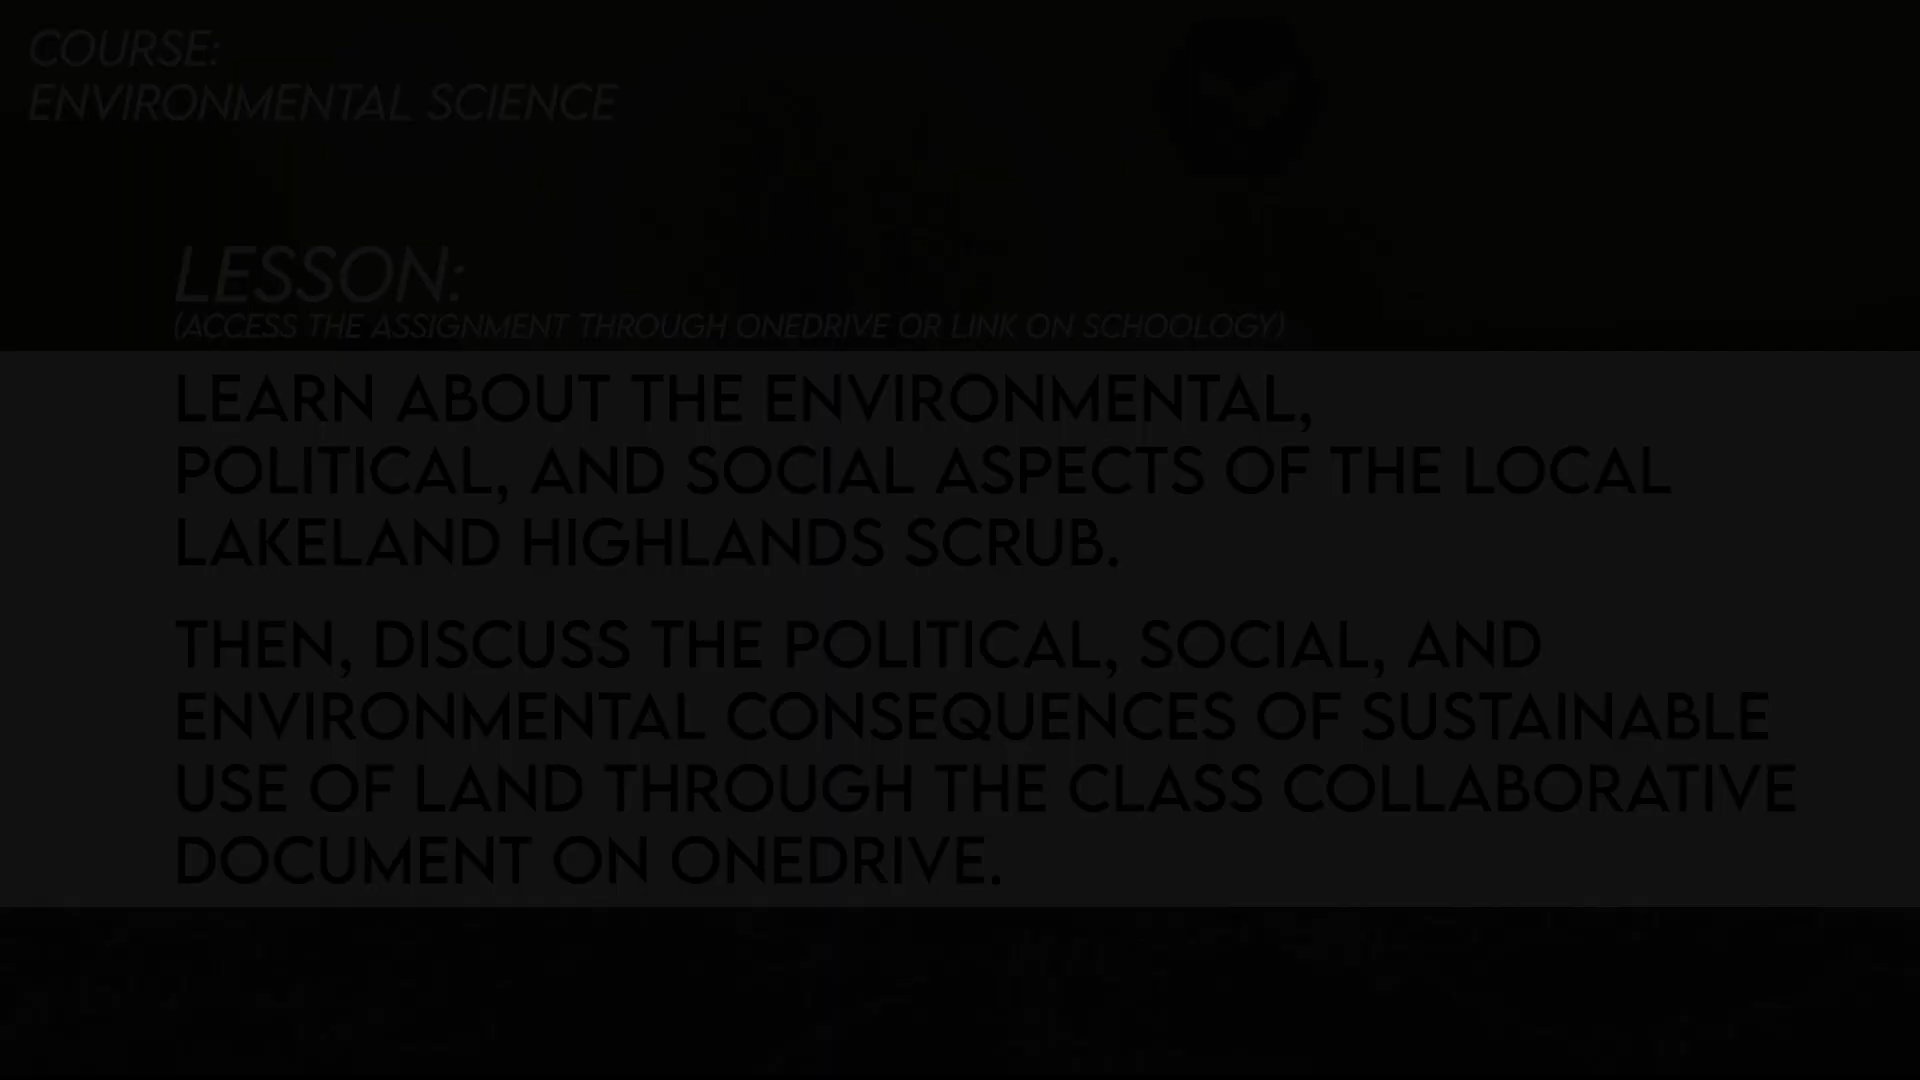 COURSE:
ENVIRONMENTAL SCIENCE
LESSON:
(ACCESS THE ASSIGNMENT THROUGH ONEDRIVE OR LINK ON SCHOOLOGY)
LEARN ABOUT THE ENVIRONMENTAL,
POLITICAL, AND SOCIAL ASPECTS OF THE LOCAL
LAKELAND HIGHLANDS SCRUB.
THEN, DISCUSS THE POLITICAL, SOCIAL, AND
ENVIRONMENTAL CONSEQUENCES OF SUSTAINABLE
USE OF LAND THROUGH THE CLASS COLLABORATIVE
DOCUMENT ON ONEDRIVE.